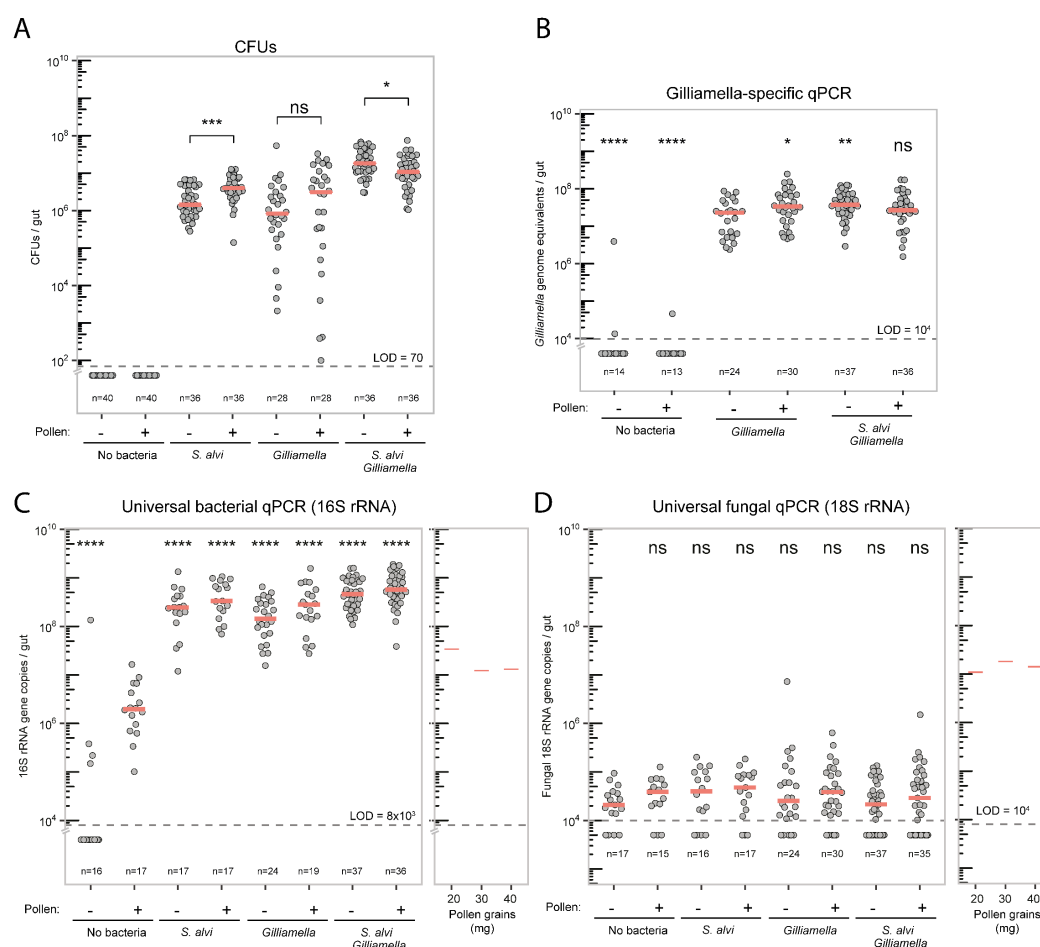 A
CFUs
CFUs / gut
10^10
10^8
10^6
10^4
10^2
***
ns
*
LOD = 70
n=40 n=40 n=36 n=36 n=28 n=28 n=36 n=36
Pollen: - + - + - + - +
No bacteria S. alvi Gilliamella S. alvi
Gilliamella
B
Gilliamella-specific qPCR
Gilliamella genome equivalents / gut
10^10
10^8
10^6
10^4
**** **** * ** ns
LOD = 10^4
n=14 n=13 n=24 n=30 n=37 n=36
Pollen: - + - + - +
No bacteria Gilliamella S. alvi
Gilliamella
C
Universal bacterial qPCR (16S rRNA)
16S rRNA gene copies / gut
10^10
10^8
10^6
10^4
**** **** **** **** **** **** ****
LOD = 8x10^3
n=16 n=17 n=17 n=17 n=24 n=19 n=37 n=36
Pollen: - + - + - + - +
No bacteria S. alvi Gilliamella S. alvi
Gilliamella
20 30 40
Pollen grains
(mg)
D
Universal fungal qPCR (18S rRNA)
Fungal 18S rRNA gene copies / gut
10^10
10^8
10^6
10^4
ns ns ns ns ns ns ns
n=17 n=15 n=16 n=17 n=24 n=30 n=37 n=35
Pollen: - + - + - + - +
No bacteria S. alvi Gilliamella S. alvi
Gilliamella
LOD = 10^4
20 30 40
Pollen grains
(mg)